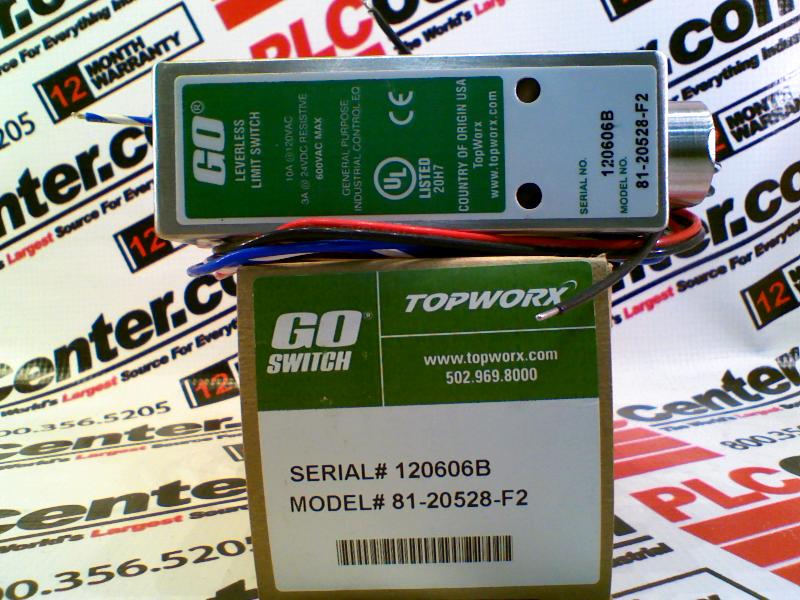 GO®
LEVERLESS
LIMIT SWITCH
10A @120VAC
3A @ 24VDC RESISTIVE
600VAC MAX
GENERAL PURPOSE
INDUSTRIAL CONTROL EQ
CE
UL
LISTED
20H7
COUNTRY OF ORIGIN USA
TopWorx
www.topworx.com
SERIAL NO.
120606B
MODEL NO.
81-20528-F2
GO®
SWITCH
TOPWORX
www.topworx.com
502.969.8000
SERIAL# 120606B
MODEL# 81-20528-F2
12 MONTH
WARRANTY
PLC
center.com
The World's Largest Source For Everything Industrial
800.356.5205